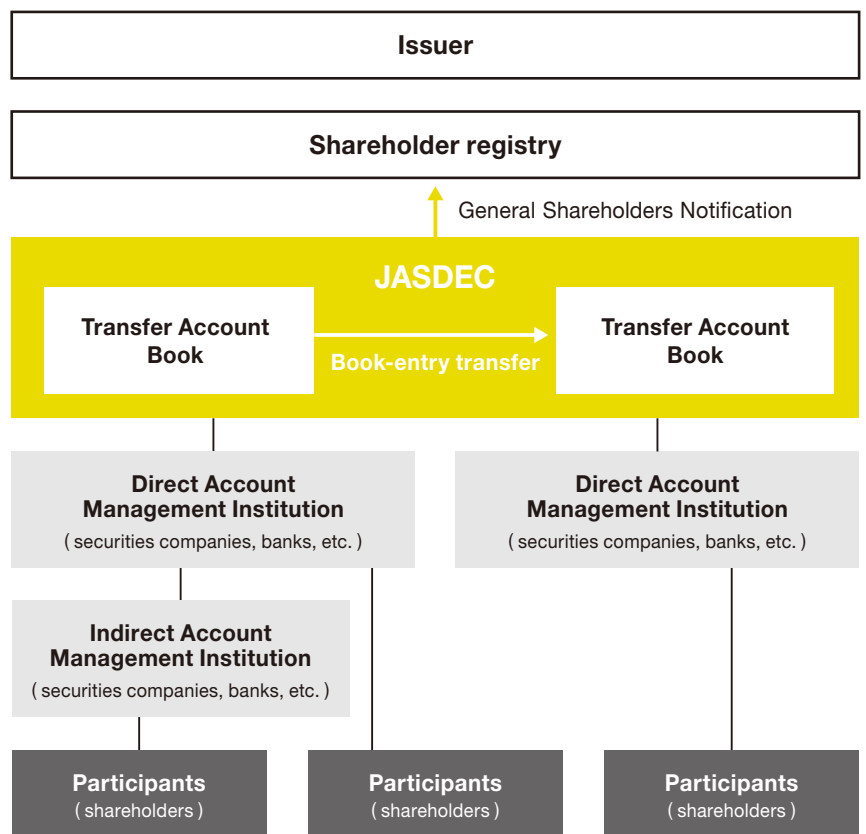 Issuer
Shareholder registry
General Shareholders Notification
JASDEC
Transfer Account
Book
Book-entry transfer
Transfer Account
Book
Direct Account
Management Institution
( securities companies, banks, etc. )
Direct Account
Management Institution
( securities companies, banks, etc. )
Indirect Account
Management Institution
( securities companies, banks, etc. )
Participants
( shareholders )
Participants
( shareholders )
Participants
( shareholders )